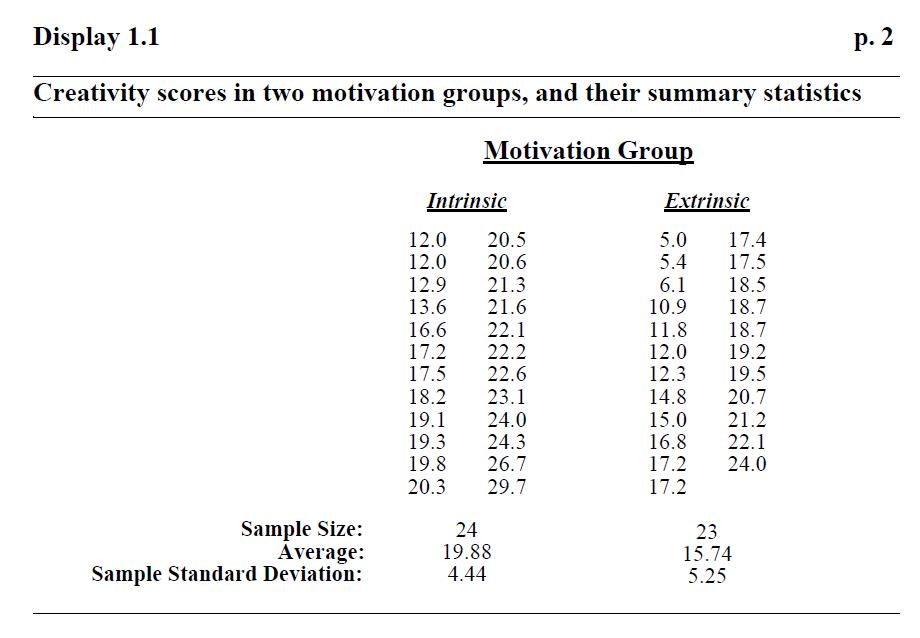 Display 1.1 p. 2
Creativity scores in two motivation groups, and their summary statistics
Motivation Group
Intrinsic Extrinsic
12.0 20.5 5.0 17.4
12.0 20.6 5.4 17.5
12.9 21.3 6.1 18.5
13.6 21.6 10.9 18.7
16.6 22.1 11.8 18.7
17.2 22.2 12.0 19.2
17.5 22.6 12.3 19.5
18.2 23.1 14.8 20.7
19.1 24.0 15.0 21.2
19.3 24.3 16.8 22.1
19.8 26.7 17.2 24.0
20.3 29.7 17.2
Sample Size: 24 23
Average: 19.88 15.74
Sample Standard Deviation: 4.44 5.25